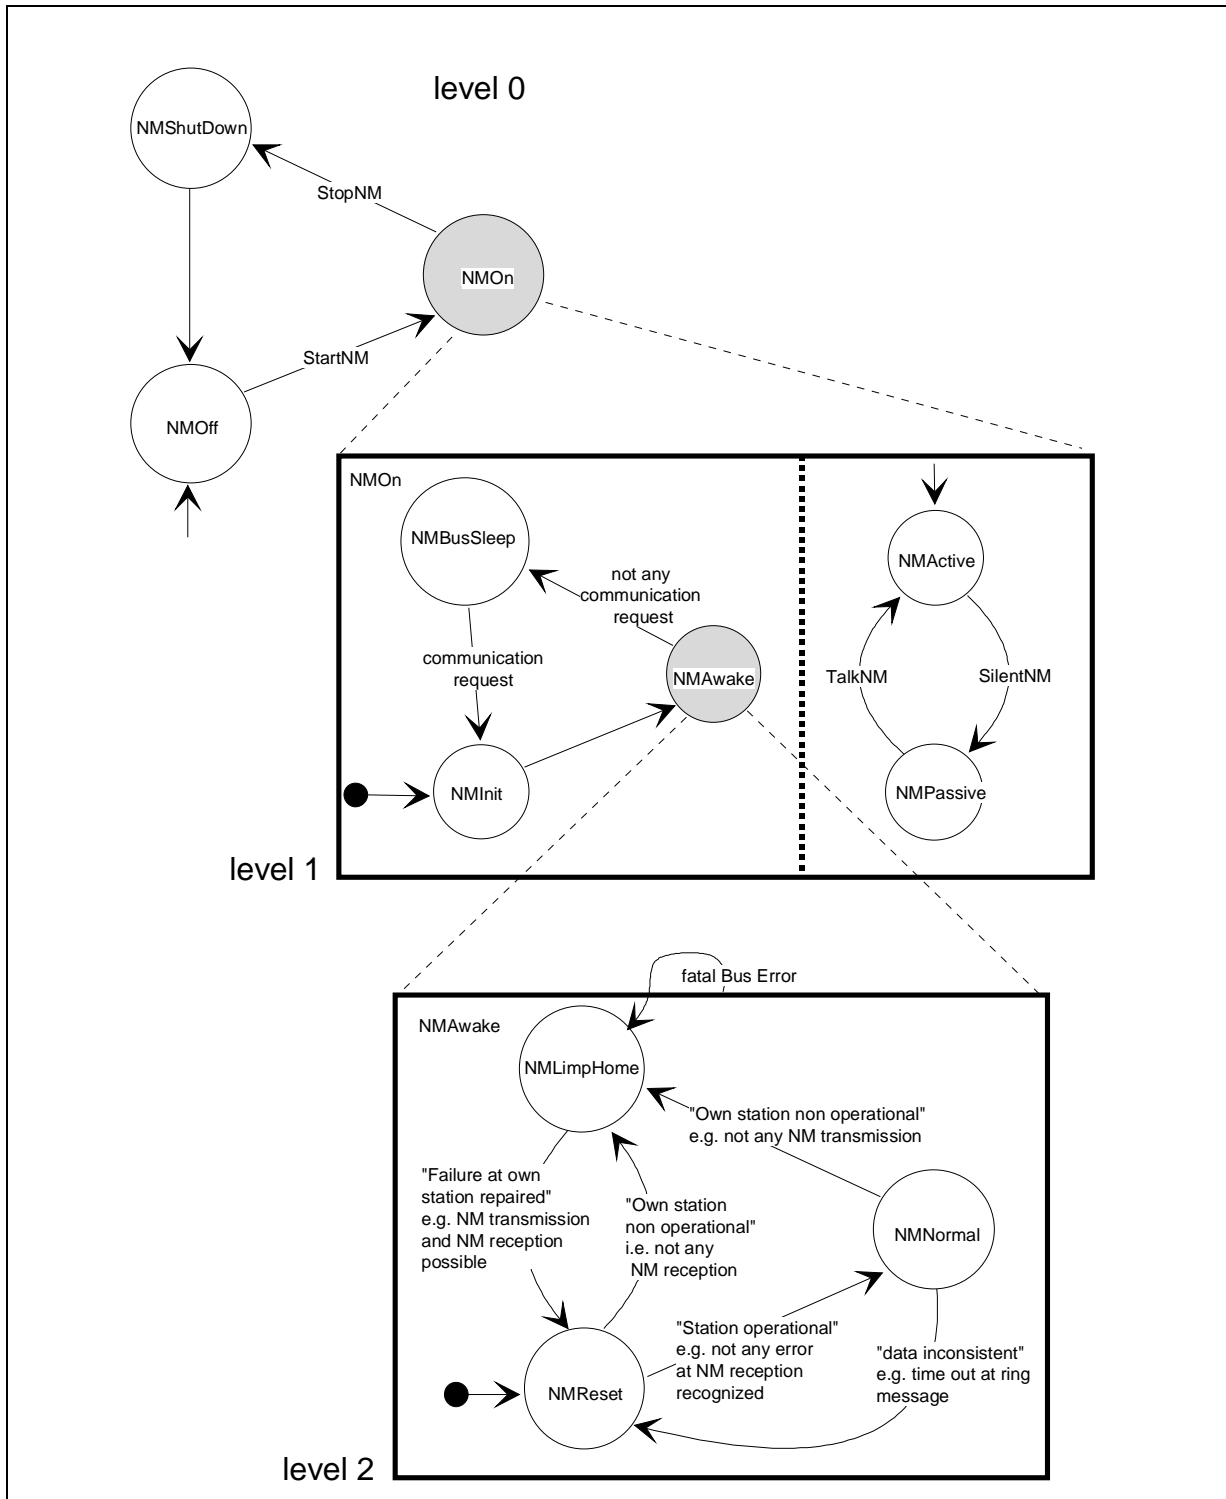 level 0
NMShutDown
StopNM
NMOn
StartNM
NMOff
NMOn
NMBusSleep
not any
communication
request
communication
request
NMAwake
NMInit
NMActive
TalkNM
SilentNM
NMPassive
level 1
fatal Bus Error
NMAwake
NMLimpHome
"Own station non operational"
e.g. not any NM transmission
"Failure at own
station repaired"
e.g. NM transmission
and NM reception
possible
"Own station
non operational"
i.e. not any
NM reception
NMNormal
"Station operational"
e.g. not any error
at NM reception
recognized
"data inconsistent"
e.g. time out at ring
message
NMReset
level 2